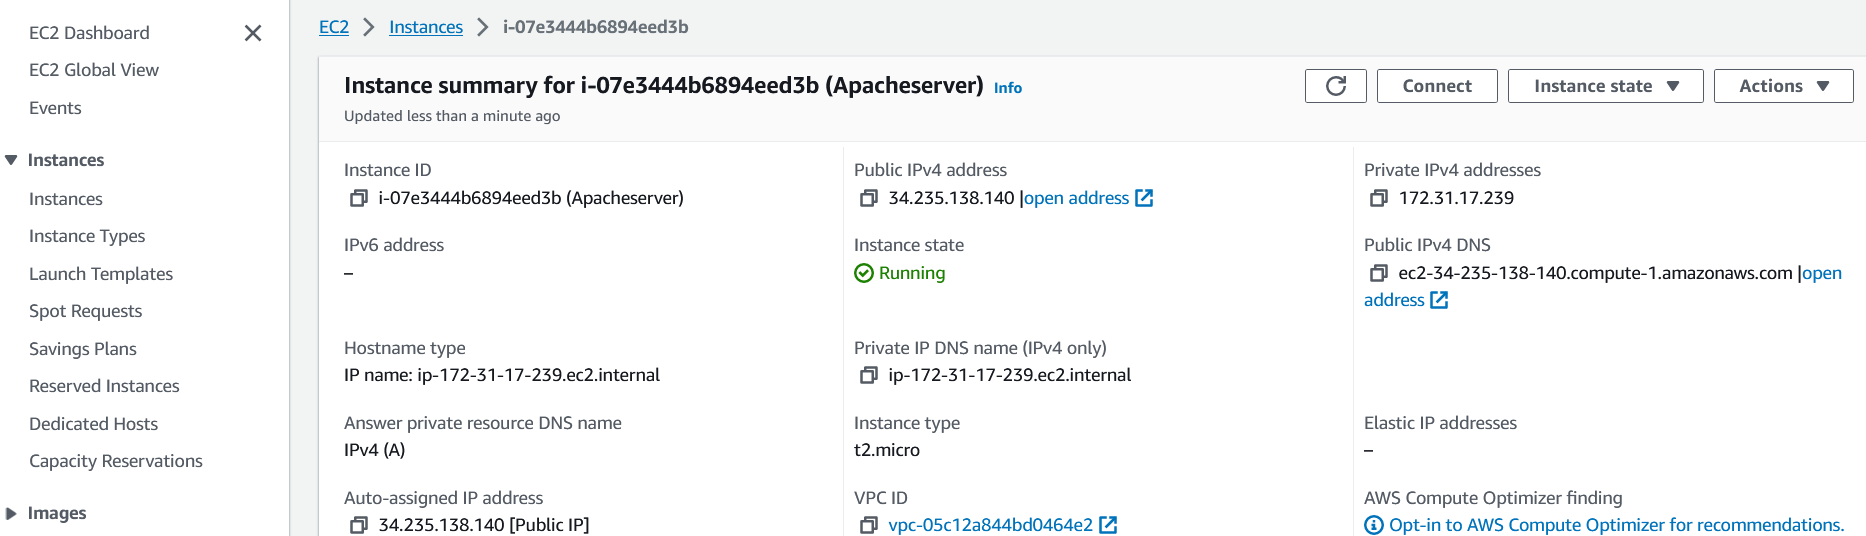 EC2 Dashboard
EC2 Global View
Events
Instances
Instances
Instance Types
Launch Templates
Spot Requests
Savings Plans
Reserved Instances
Dedicated Hosts
Capacity Reservations
Images
EC2 > Instances > i-07e3444b6894eed3b
Instance summary for i-07e3444b6894eed3b (Apacheserver) Info
Updated less than a minute ago
Connect
Instance state
Actions
Instance ID
i-07e3444b6894eed3b (Apacheserver)
Public IPv4 address
34.235.138.140 |open address
Private IPv4 addresses
172.31.17.239
IPv6 address
–
Instance state
Running
Public IPv4 DNS
ec2-34-235-138-140.compute-1.amazonaws.com |open
address
Hostname type
IP name: ip-172-31-17-239.ec2.internal
Private IP DNS name (IPv4 only)
ip-172-31-17-239.ec2.internal
Answer private resource DNS name
IPv4 (A)
Instance type
t2.micro
Elastic IP addresses
–
Auto-assigned IP address
34.235.138.140 [Public IP]
VPC ID
vpc-05c12a844bd0464e2
AWS Compute Optimizer finding
Opt-in to AWS Compute Optimizer for recommendations.